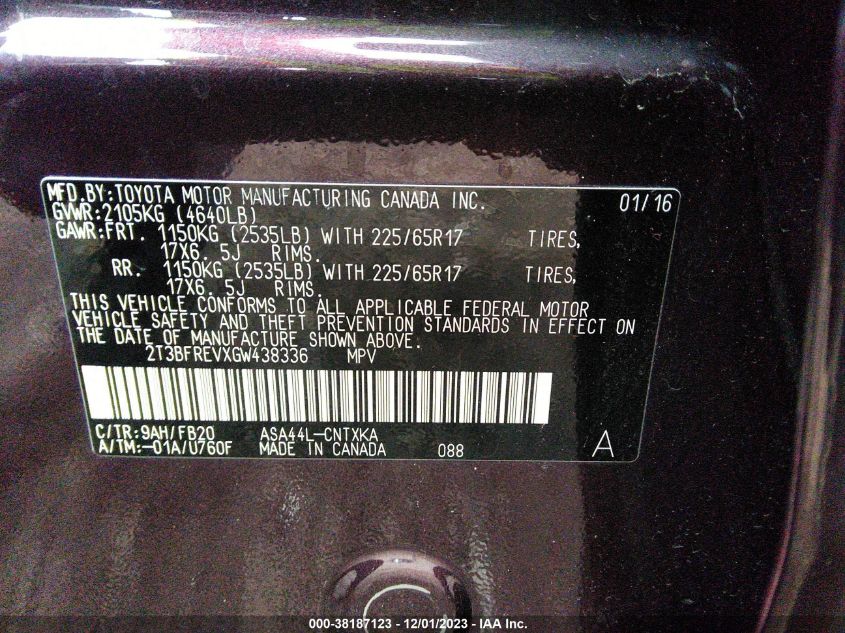 MFD.BY:TOYOTA MOTOR MANUFACTURING CANADA INC. 01/16
GVWR:2105KG (4640LB)
GAWR:FRT. 1150KG (2535LB) WITH 225/65R17 TIRES,
17X6. 5J RIMS.
RR. 1150KG (2535LB) WITH 225/65R17 TIRES,
17X6. 5J RIMS.
THIS VEHICLE CONFORMS TO ALL APPLICABLE FEDERAL MOTOR
VEHICLE SAFETY AND THEFT PREVENTION STANDARDS IN EFFECT ON
THE DATE OF MANUFACTURE SHOWN ABOVE.
2T3BFREVXGW438336 MPV
C/TR:9AH/FB20 ASA44L-CNTXKA
A/TM:-01A/U760F MADE IN CANADA 088 A
000-38187123 - 12/01/2023 - IAA Inc.